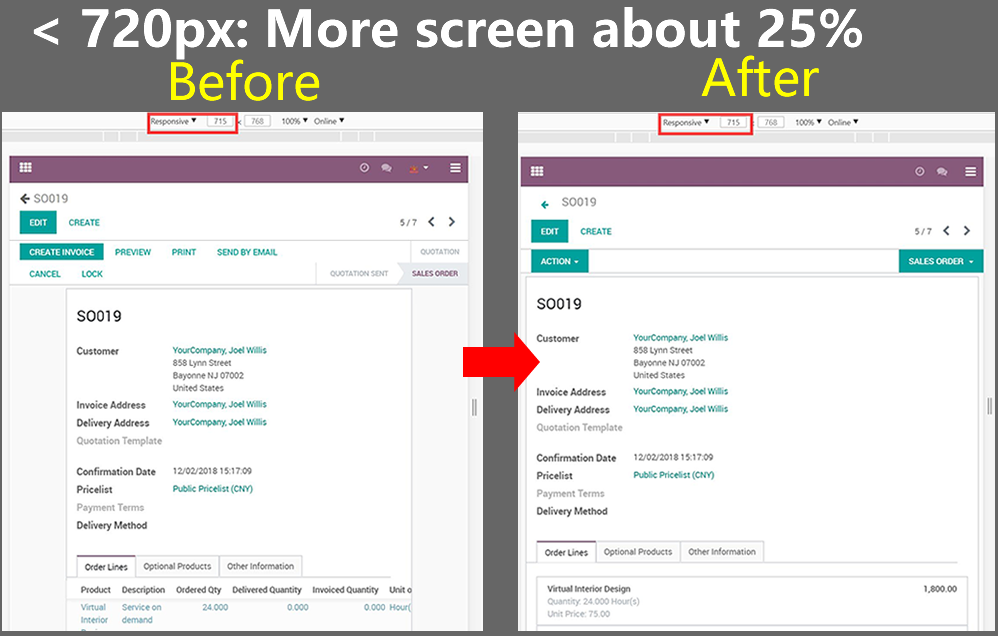 < 720px: More screen about 25%
Before
After
Responsive ▼ 715 × 768 100% ▼ Online ▼
SO019
EDIT CREATE 5 / 7
CREATE INVOICE PREVIEW PRINT SEND BY EMAIL QUOTATION
CANCEL LOCK QUOTATION SENT SALES ORDER
SO019
Customer YourCompany, Joel Willis
858 Lynn Street
Bayonne NJ 07002
United States
Invoice Address YourCompany, Joel Willis
Delivery Address YourCompany, Joel Willis
Quotation Template
Confirmation Date 12/02/2018 15:17:09
Pricelist Public Pricelist (CNY)
Payment Terms
Delivery Method
Order Lines Optional Products Other Information
Product Description Ordered Qty Delivered Quantity Invoiced Quantity Unit o
Virtual Service on 24.000 0.000 0.000 Hour(
Interior demand
Responsive ▼ 715 768 100% ▼ Online ▼
SO019
EDIT CREATE 5 / 7
ACTION SALES ORDER
SO019
Customer YourCompany, Joel Willis
858 Lynn Street
Bayonne NJ 07002
United States
Invoice Address YourCompany, Joel Willis
Delivery Address YourCompany, Joel Willis
Quotation Template
Confirmation Date 12/02/2018 15:17:09
Pricelist Public Pricelist (CNY)
Payment Terms
Delivery Method
Order Lines Optional Products Other Information
Virtual Interior Design 1,800.00
Quantity: 24.000 Hour(s)
Unit Price: 75.00